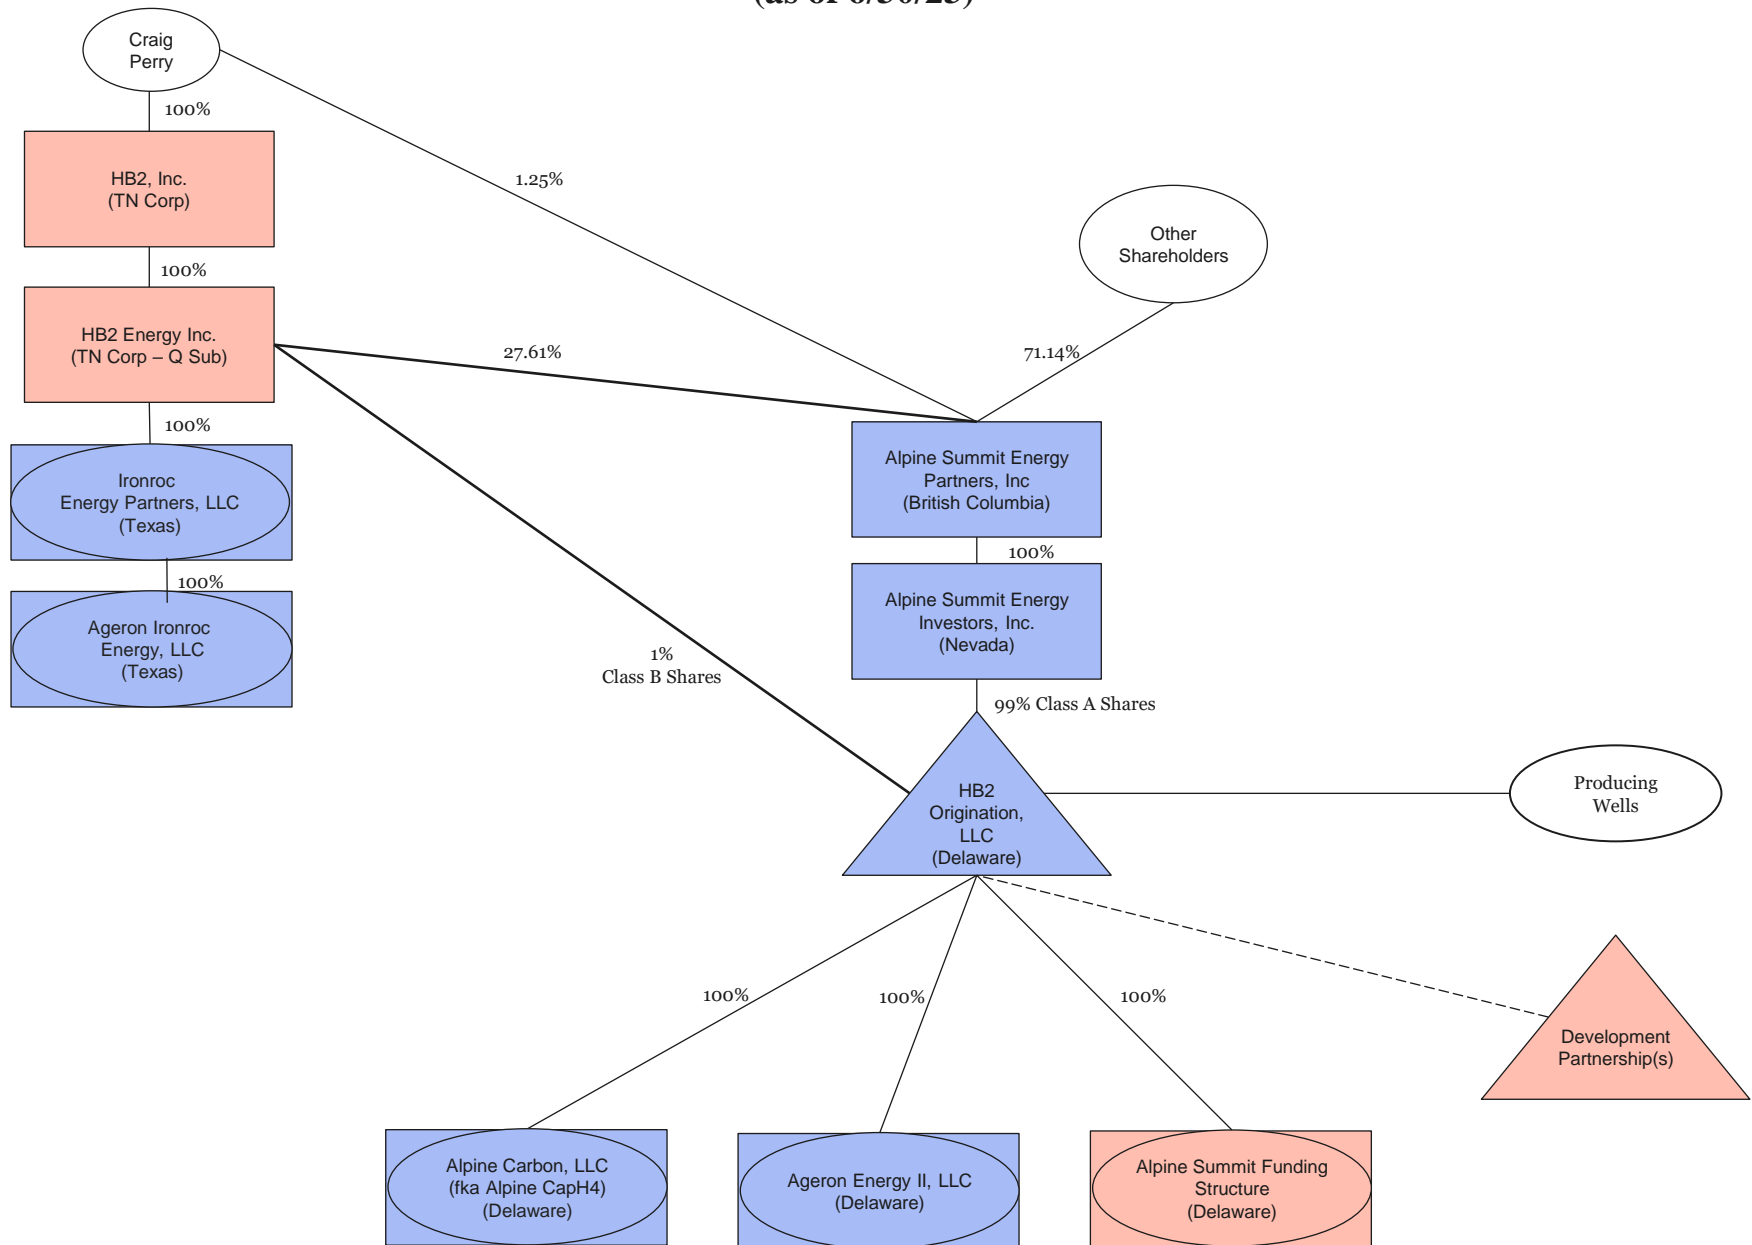 Craig
Perry
100%
HB2, Inc.
(TN Corp)
1.25%
Other
Shareholders
100%
HB2 Energy Inc.
(TN Corp – Q Sub)
27.61%
71.14%
100%
Ironroc
Energy Partners, LLC
(Texas)
Alpine Summit Energy
Partners, Inc
(British Columbia)
100%
100%
Ageron Ironroc
Energy, LLC
(Texas)
Alpine Summit Energy
Investors, Inc.
(Nevada)
1%
Class B Shares
99% Class A Shares
HB2
Origination,
LLC
(Delaware)
Producing
Wells
100%
100%
100%
Development
Partnership(s)
Alpine Carbon, LLC
(fka Alpine CapH4)
(Delaware)
Ageron Energy II, LLC
(Delaware)
Alpine Summit Funding
Structure
(Delaware)